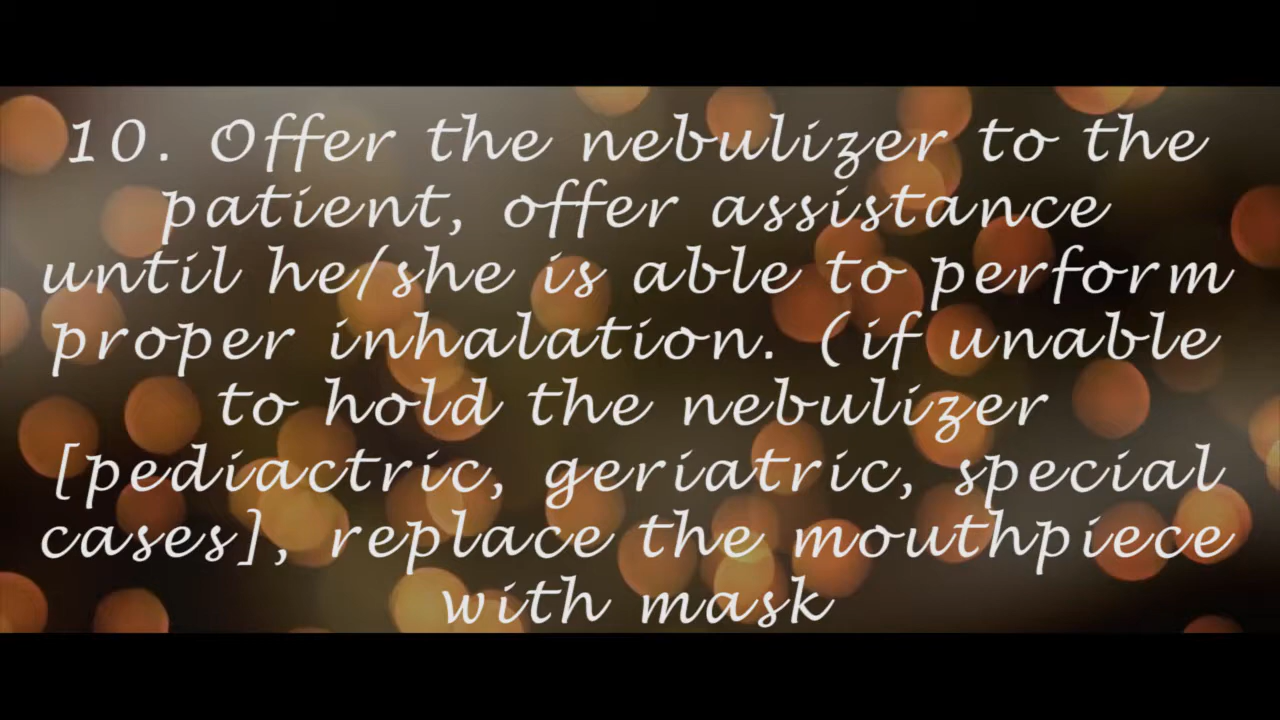 10. Offer the nebulizer to the
patient, offer assistance
until he/she is able to perform
proper inhalation. (if unable
to hold the nebulizer
[pediactric, geriatric, special
cases], replace the mouthpiece
with mask